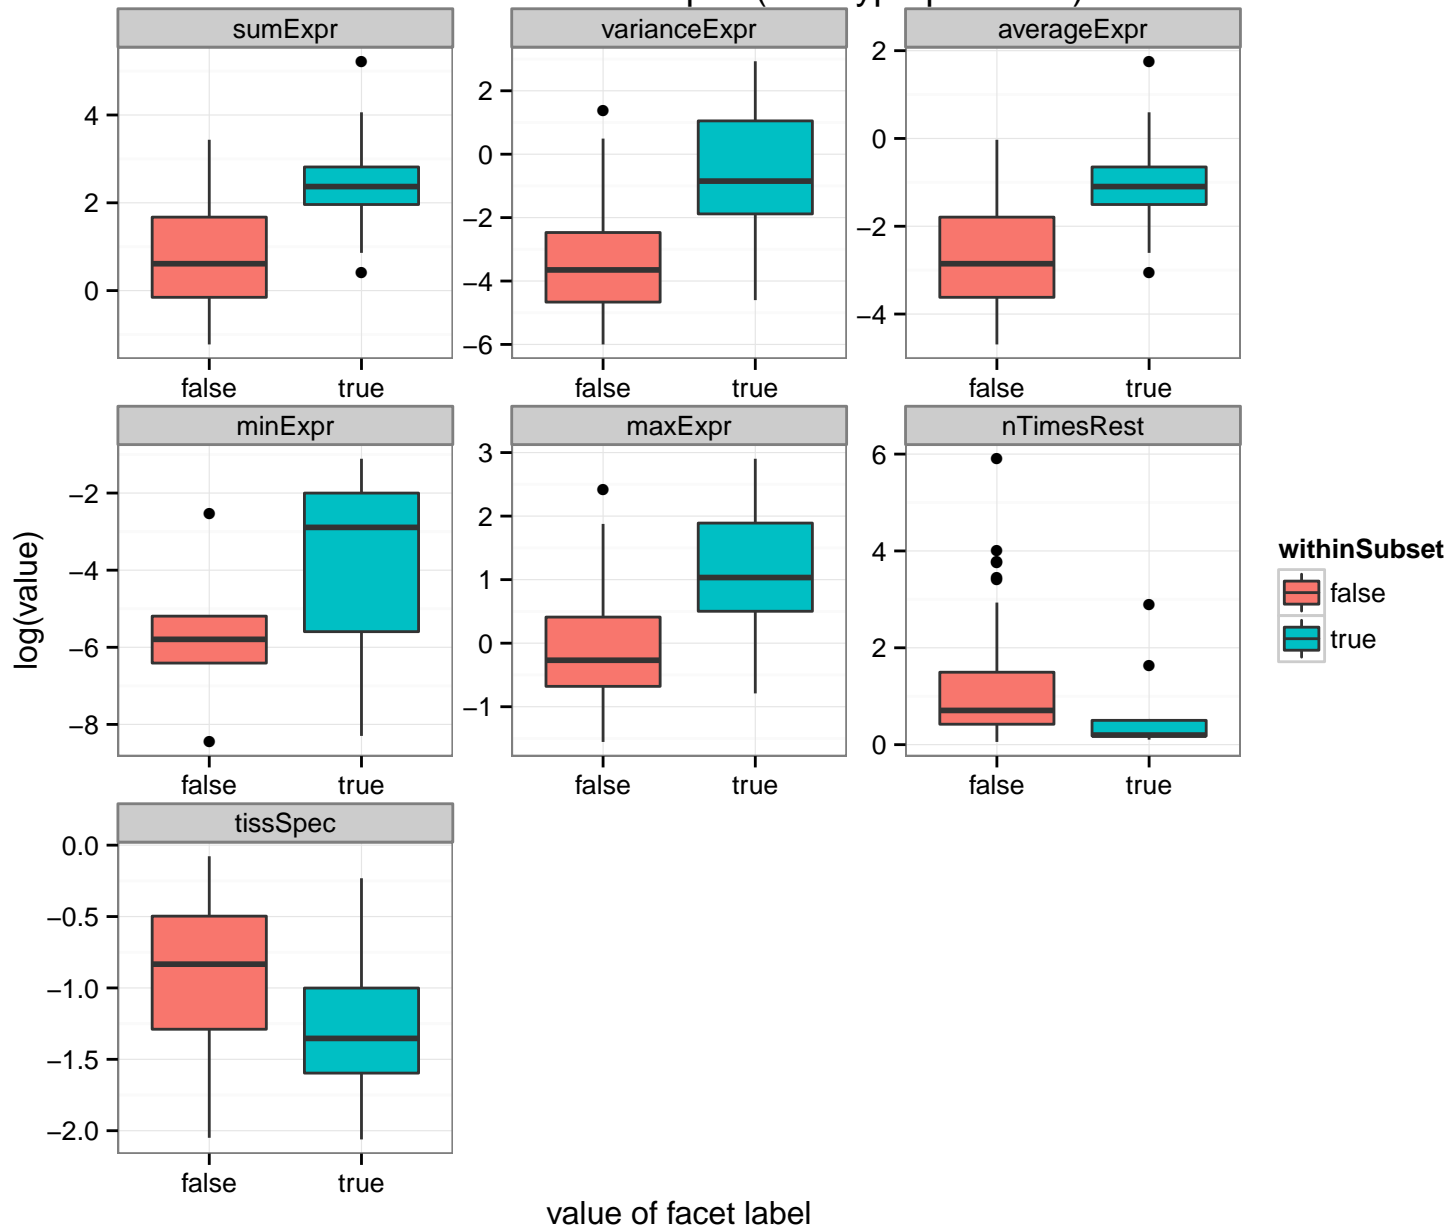 sumExpr varianceExpr averageExpr
4
2
0
2
0
−2
−4
−6
2
0
−2
−4
false true false true false true
minExpr maxExpr nTimesRest
−2
−4
−6
−8
3
2
1
0
−1
6
4
2
0
false true false true false true
tissSpec
0.0
−0.5
−1.0
−1.5
−2.0
false true
log(value)
value of facet label
withinSubset
false
true